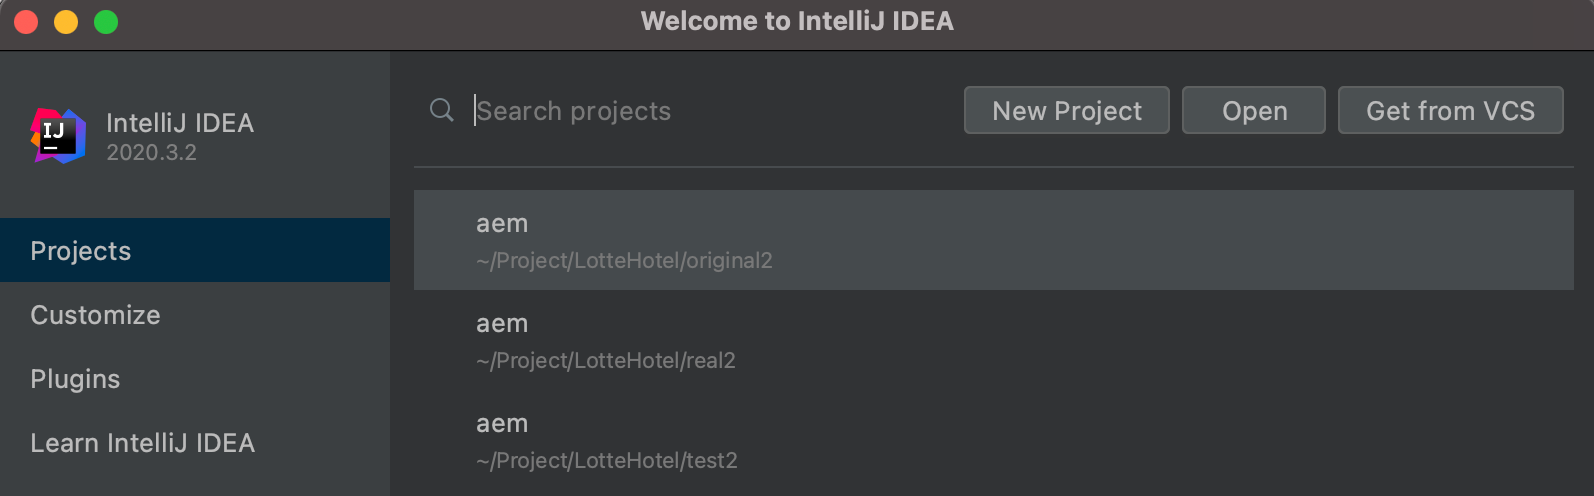 Welcome to IntelliJ IDEA
IJ
IntelliJ IDEA
2020.3.2
Projects
Customize
Plugins
Learn IntelliJ IDEA
Search projects
New Project
Open
Get from VCS
aem
~/Project/LotteHotel/original2
aem
~/Project/LotteHotel/real2
aem
~/Project/LotteHotel/test2